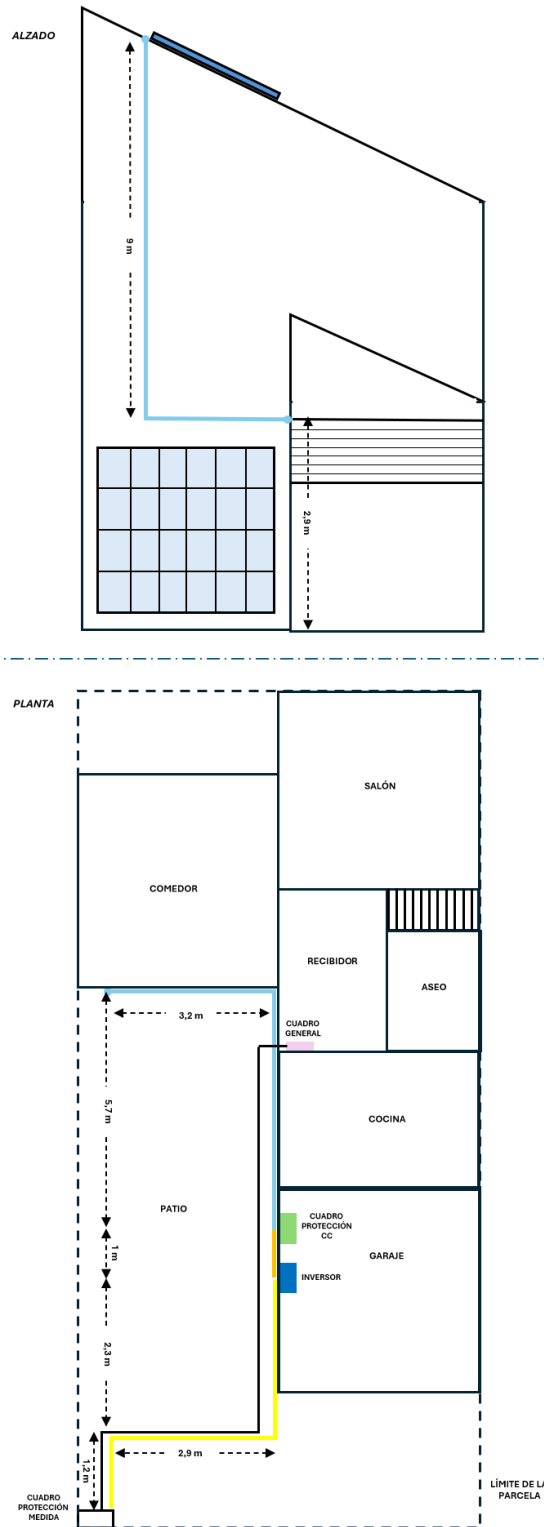 ALZADO
9 m
2,9 m
PLANTA
SALÓN
COMEDOR
RECIBIDOR
ASEO
3,2 m
CUADRO
GENERAL
5,7 m
COCINA
PATIO
CUADRO
PROTECCIÓN
CC
GARAJE
1 m
INVERSOR
2,3 m
2,9 m
1,2 m
CUADRO
PROTECCIÓN
MEDIDA
LÍMITE DE LA
PARCELA